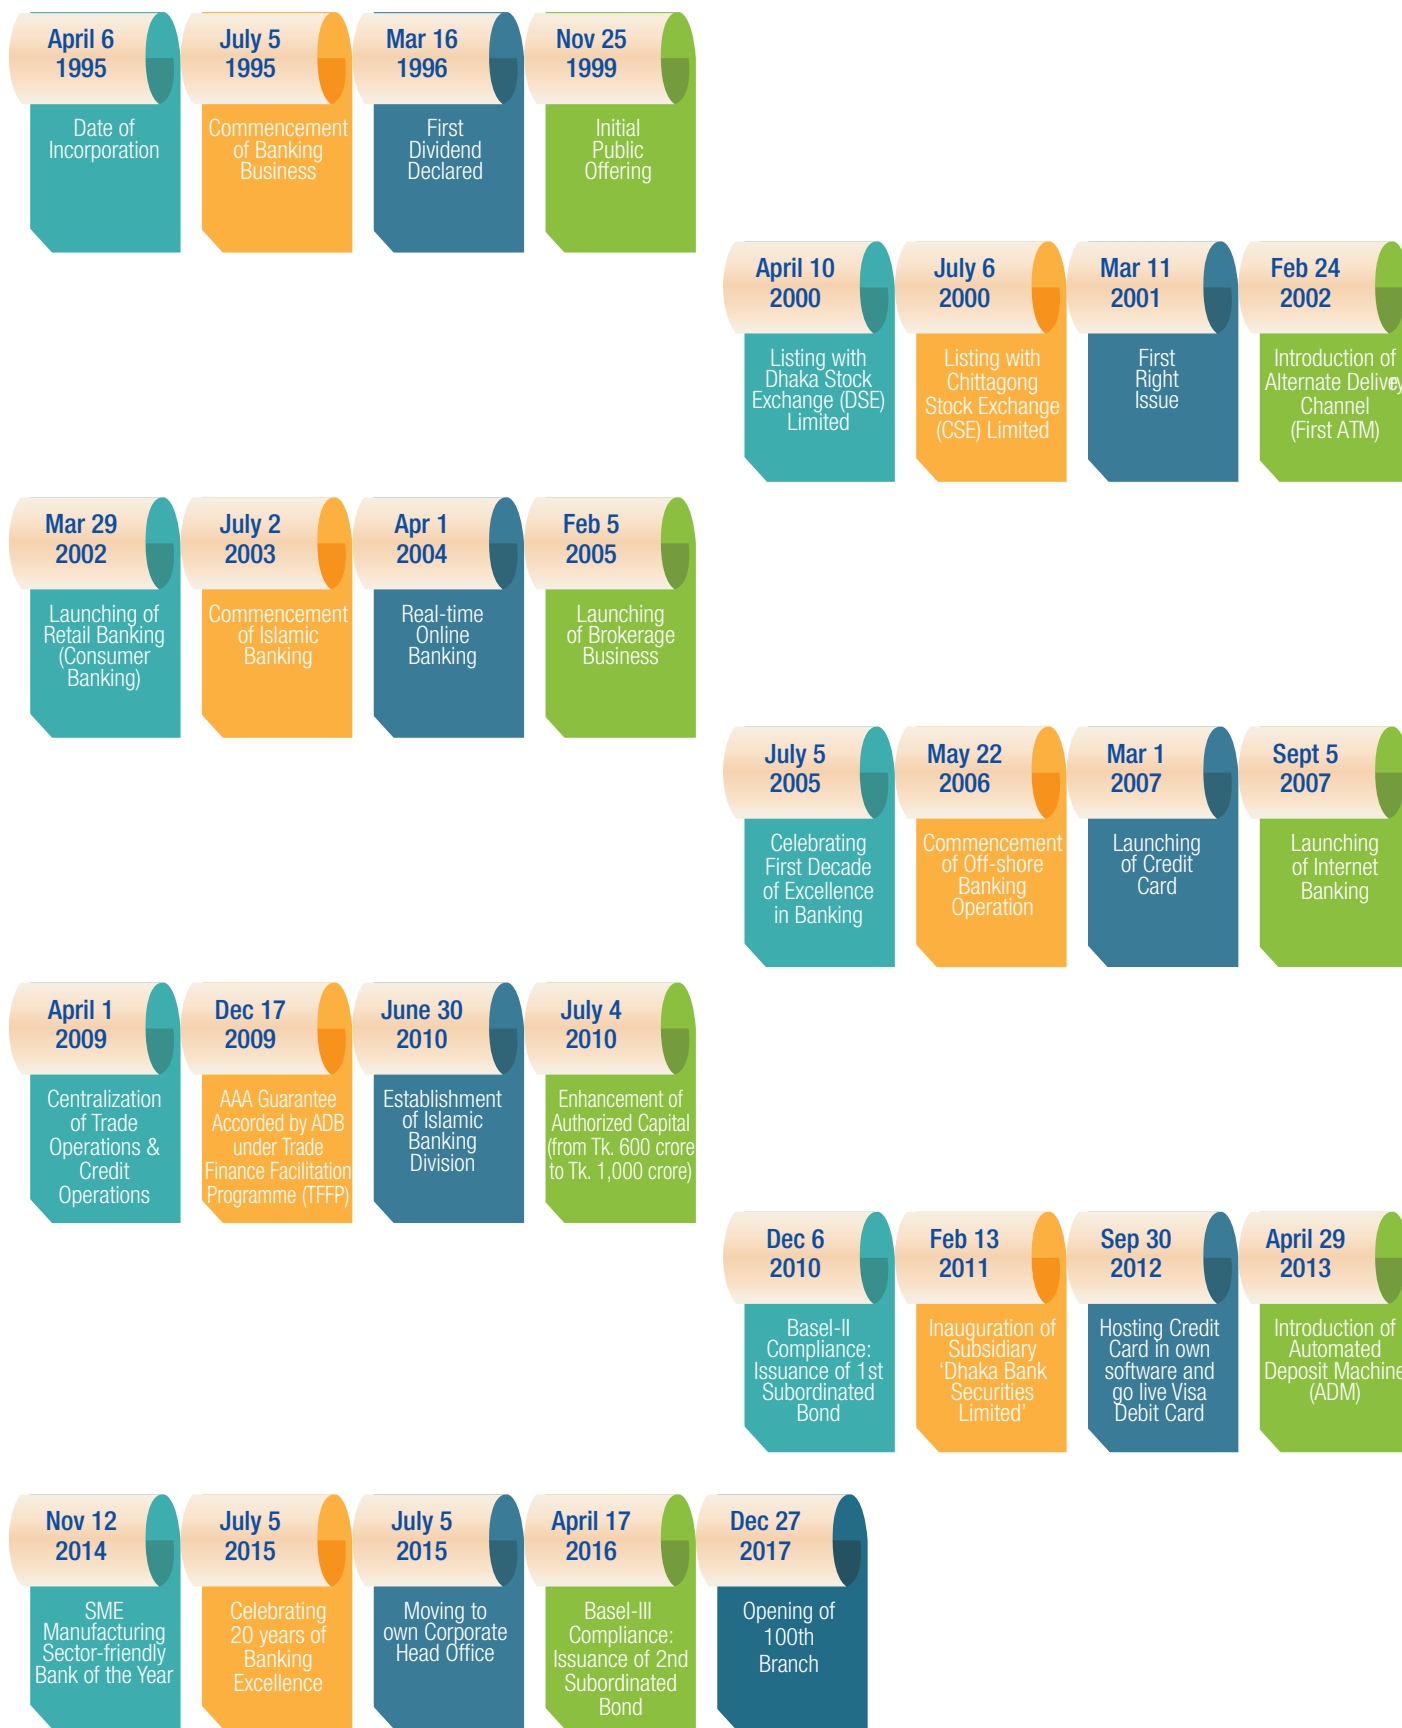 April 6
1995
Date of
Incorporation
July 5
1995
Commencement
of Banking
Business
Mar 16
1996
First
Dividend
Declared
Nov 25
1999
Initial
Public
Offering
April 10
2000
Listing with
Dhaka Stock
Exchange (DSE)
Limited
July 6
2000
Listing with
Chittagong
Stock Exchange
(CSE) Limited
Mar 11
2001
First
Right
Issue
Feb 24
2002
Introduction of
Alternate Delivey
Channel
(First ATM)
Mar 29
2002
Launching of
Retail Banking
(Consumer
Banking)
July 2
2003
Commencement
of Islamic
Banking
Apr 1
2004
Real-time
Online
Banking
Feb 5
2005
Launching
of Brokerage
Business
July 5
2005
Celebrating
First Decade
of Excellence
in Banking
May 22
2006
Commencement
of Off-shore
Banking
Operation
Mar 1
2007
Launching
of Credit
Card
Sept 5
2007
Launching
of Internet
Banking
April 1
2009
Centralization
of Trade
Operations &
Credit
Operations
Dec 17
2009
AAA Guarantee
Accorded by ADB
under Trade
Finance Facilitation
Programme (TFFP)
June 30
2010
Establishment
of Islamic
Banking
Division
July 4
2010
Enhancement of
Authorized Capital
(from Tk. 600 crore
to Tk. 1,000 crore)
Dec 6
2010
Basel-II
Compliance:
Issuance of 1st
Subordinated
Bond
Feb 13
2011
Inauguration of
Subsidiary
‘Dhaka Bank
Securities
Limited’
Sep 30
2012
Hosting Credit
Card in own
software and
go live Visa
Debit Card
April 29
2013
Introduction of
Automated
Deposit Machine
(ADM)
Nov 12
2014
SME
Manufacturing
Sector-friendly
Bank of the Year
July 5
2015
Celebrating
20 years of
Banking
Excellence
July 5
2015
Moving to
own Corporate
Head Office
April 17
2016
Basel-III
Compliance:
Issuance of 2nd
Subordinated
Bond
Dec 27
2017
Opening of
100th
Branch